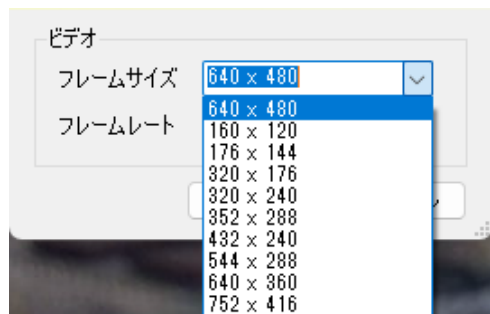 ビデオ
フレームサイズ
640 x 480
フレームレート
640 x 480
160 x 120
176 x 144
320 x 176
320 x 240
352 x 288
432 x 240
544 x 288
640 x 360
752 x 416